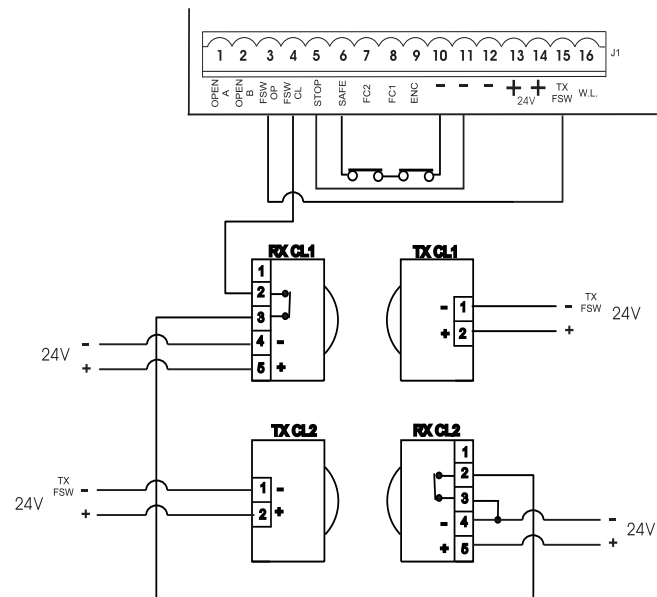 1 2 3 4 5 6 7 8 9 10 11 12 13 14 15 16
J1
OPEN A
OPEN B
FSW OP
FSW CL
STOP
SAFE
FC2
FC1
ENC
-
-
-
+ +
24V
TX
FSW
W.L.
RX CL1
1
2
3
4 -
5 +
24V
-
+
TX CL1
- 1
+ 2
- TX
FSW
24V
+
TX CL2
1 -
2 +
TX
FSW -
24V
+
RX CL2
1
2
3
- 4
+ 5
-
24V
+